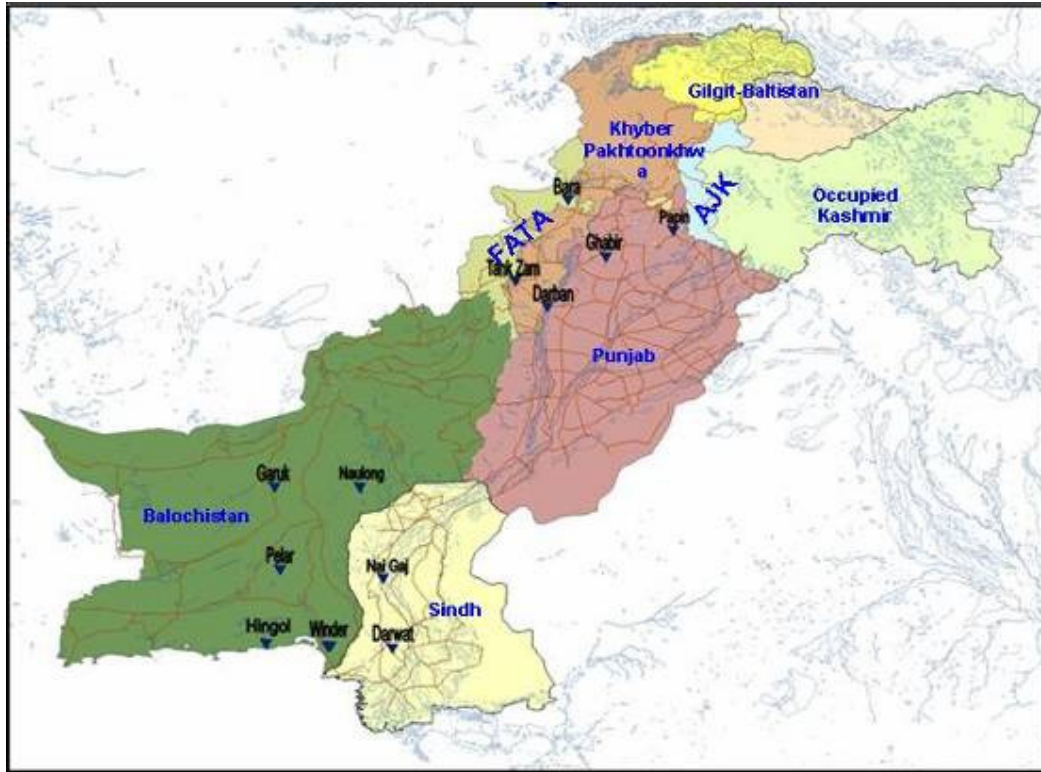 Gilgit-Baltistan
Khyber
Pakhtoonkhw
a
Bara
AJK
Occupied
Kashmir
Papin
FATA
Ghabir
Tank Zam
Darban
Punjab
Garuk
Naulong
Balochistan
Pelar
Nai Gaj
Sindh
Hingol
Winder
Darwat